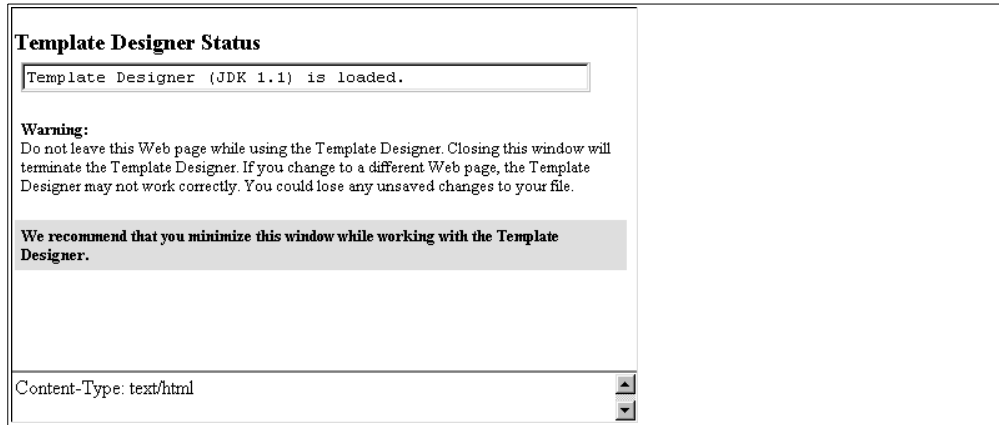 Template Designer Status
Template Designer (JDK 1.1) is loaded.
Warning:
Do not leave this Web page while using the Template Designer. Closing this window will
terminate the Template Designer. If you change to a different Web page, the Template
Designer may not work correctly. You could lose any unsaved changes to your file.
We recommend that you minimize this window while working with the Template
Designer.
Content-Type: text/html